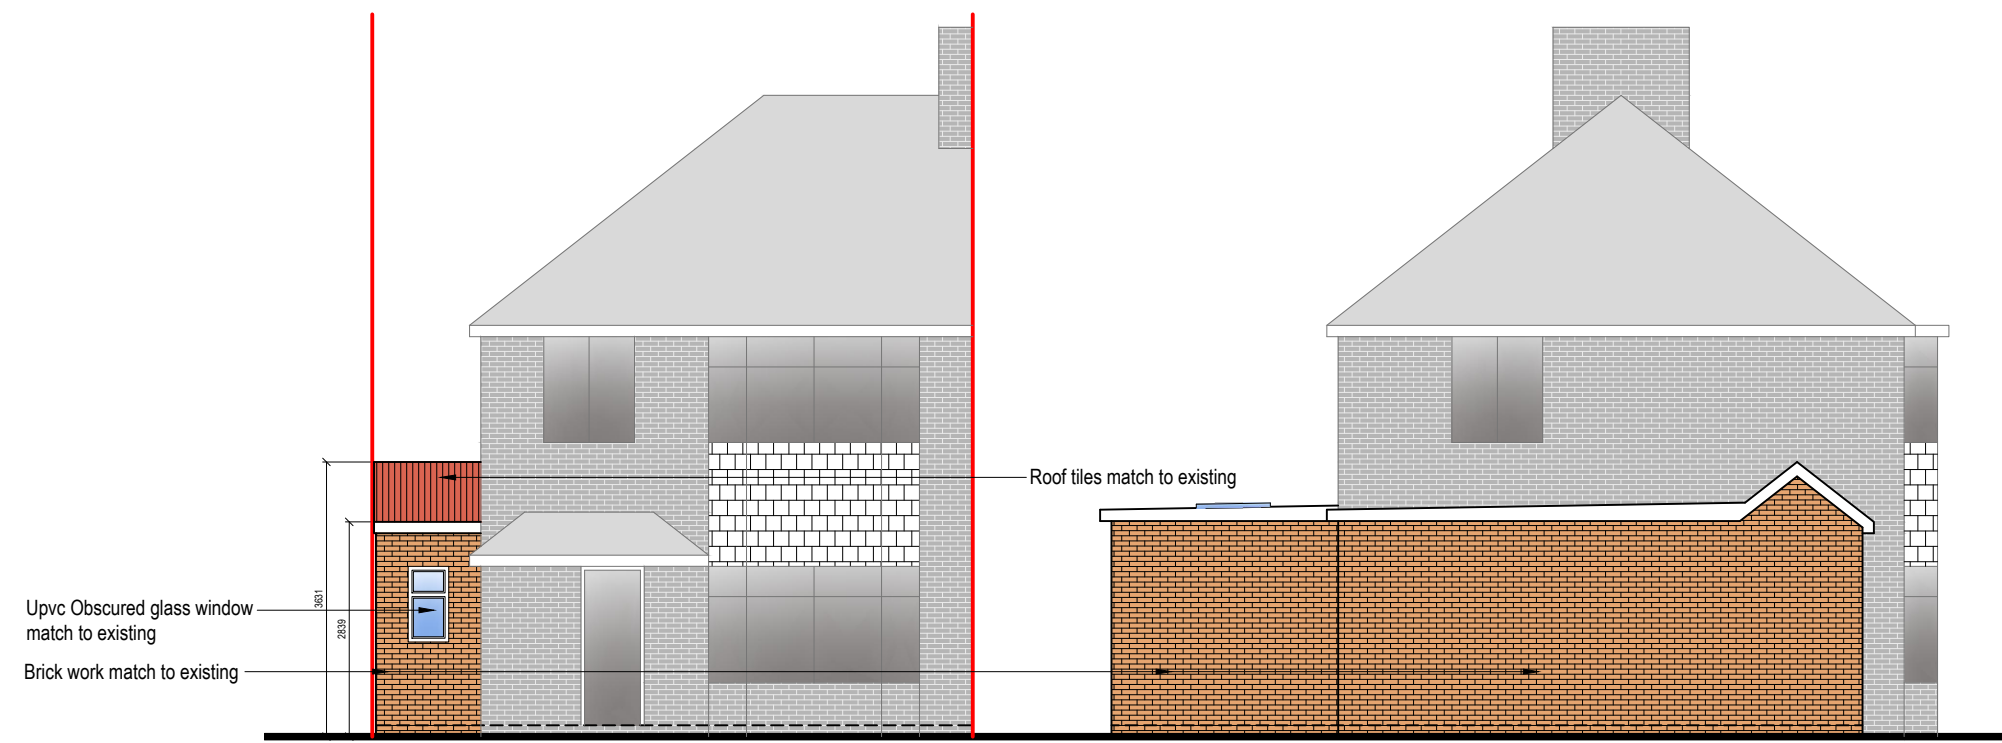 Roof tiles match to existing
3631
2839
Upvc Obscured glass window
match to existing
Brick work match to existing